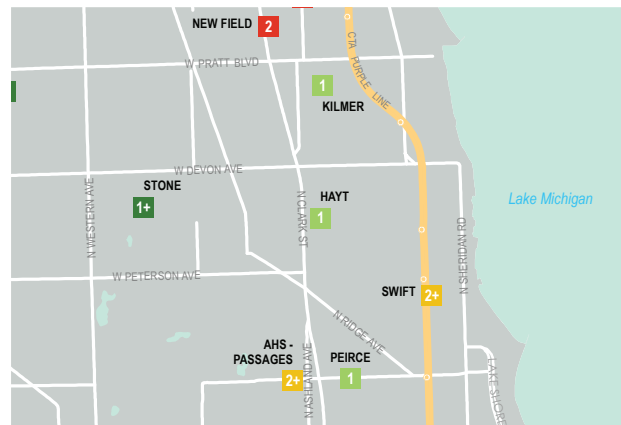 NEW FIELD
2
W PRATT BLVD
CTA PURPLE LINE
1
KILMER
W DEVON AVE
STONE
1+
N WESTERN AVE
N CLARK ST
HAYT
1
Lake Michigan
N SHERIDAN RD
W PETERSON AVE
SWIFT
2+
N RIDGE AVE
AHS -
PASSAGES
2+
N ASHLAND AVE
PEIRCE
1
LAKE SHORE